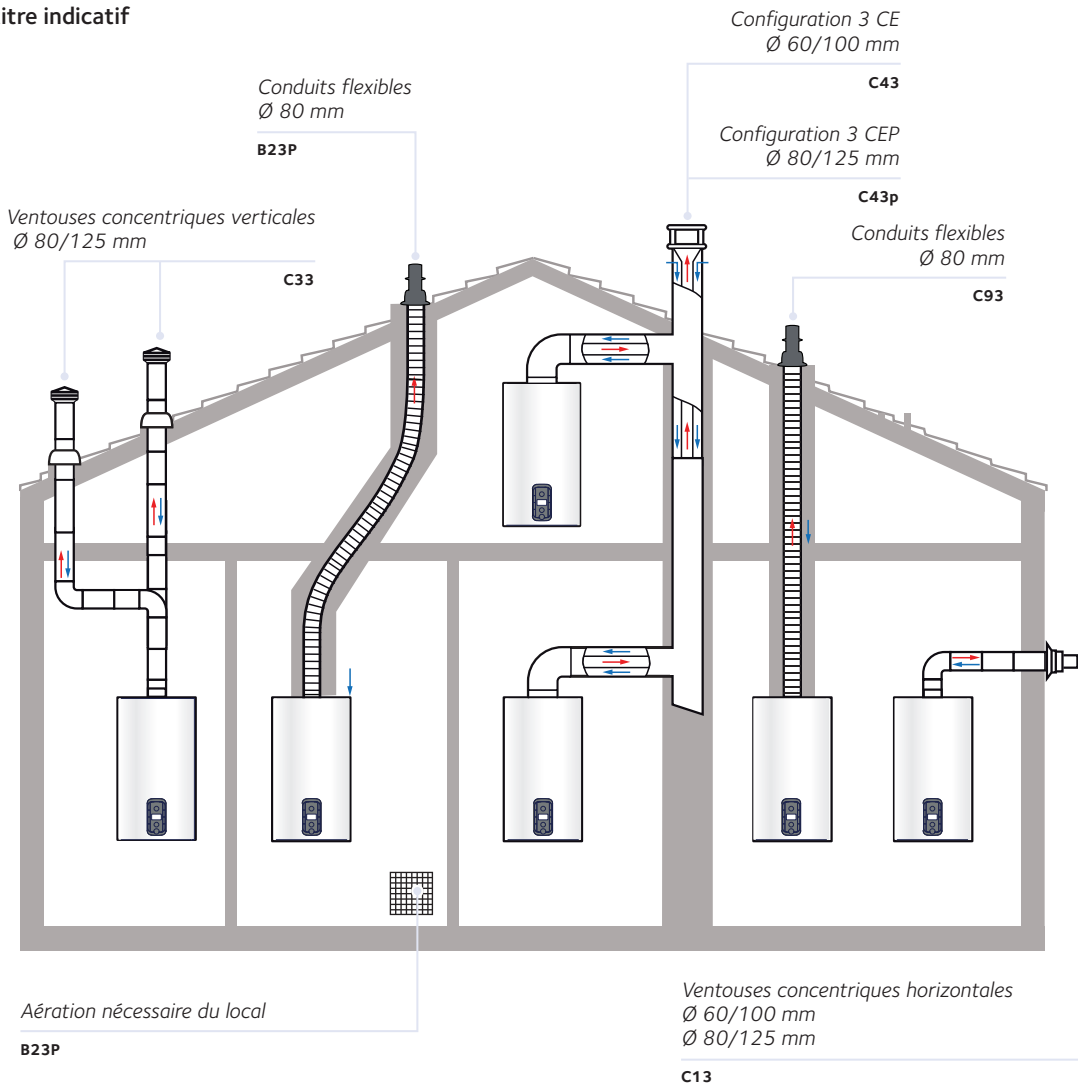 itre indicatif
Configuration 3 CE
Ø 60/100 mm
C43
Conduits flexibles
Ø 80 mm
B23P
Configuration 3 CEP
Ø 80/125 mm
C43p
Ventouses concentriques verticales
Ø 80/125 mm
C33
Conduits flexibles
Ø 80 mm
C93
Aération nécessaire du local
B23P
Ventouses concentriques horizontales
Ø 60/100 mm
Ø 80/125 mm
C13